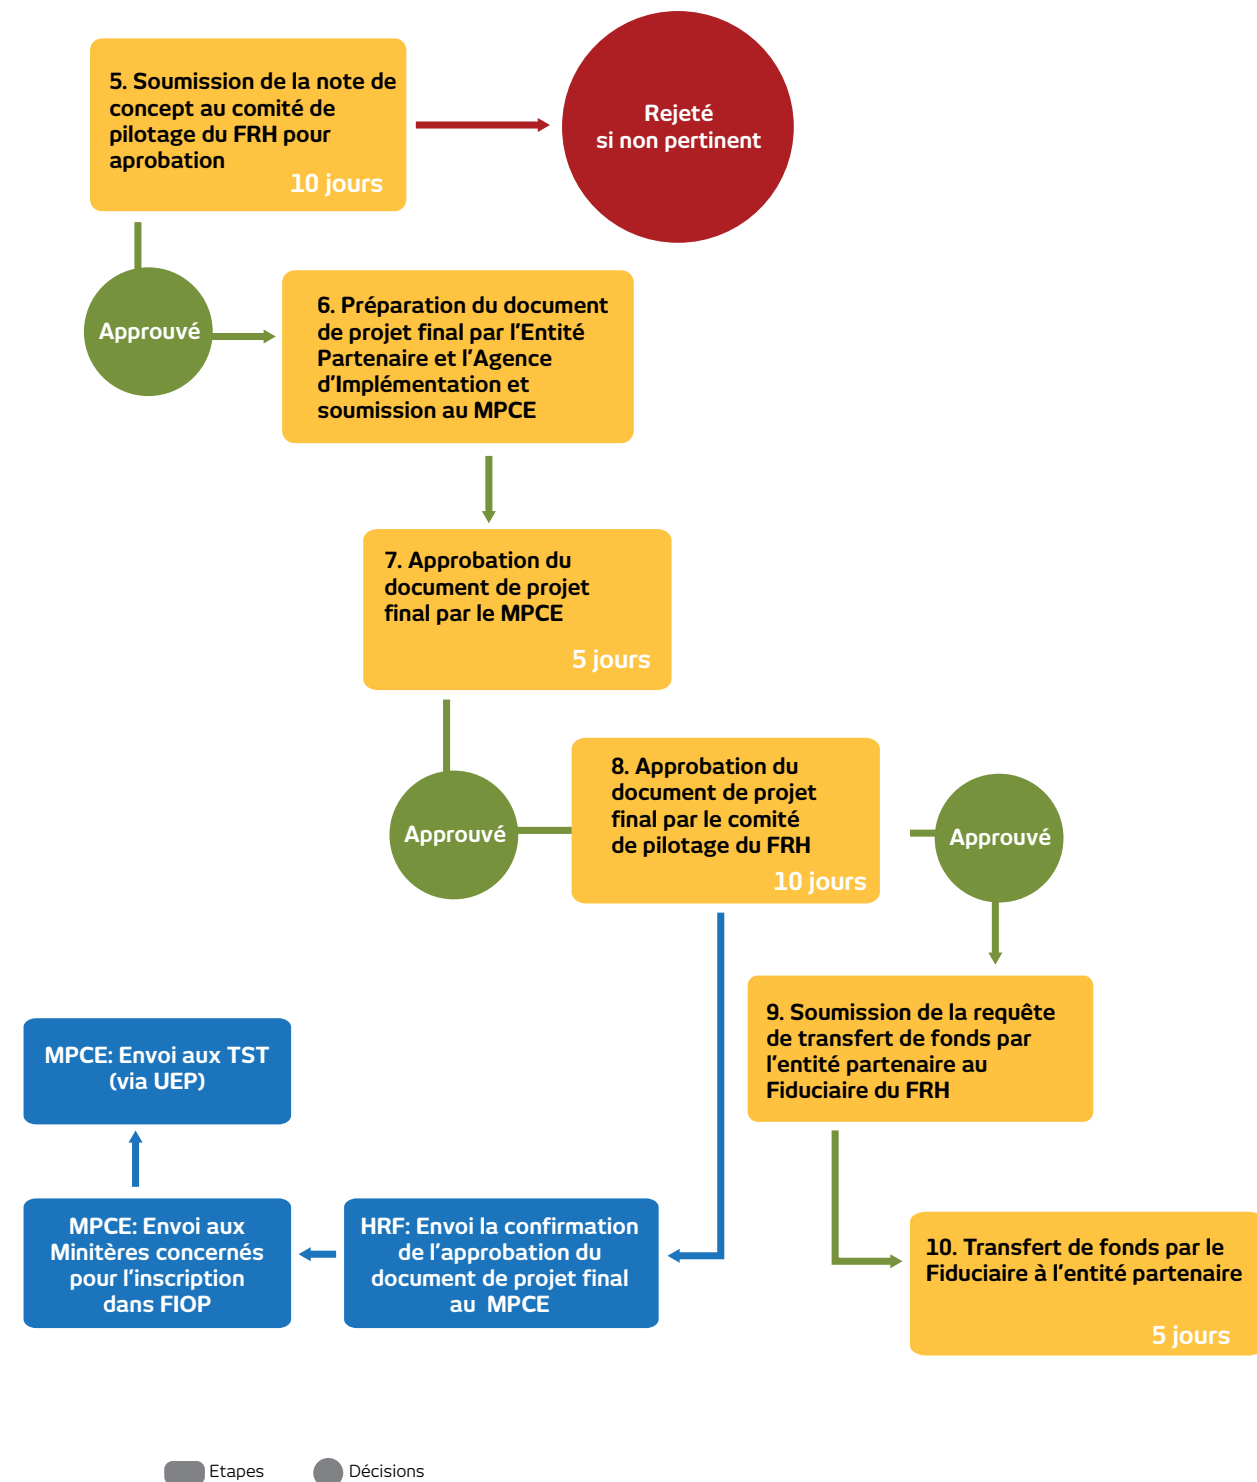 5. Soumission de la note de
concept au comité de
pilotage du FRH pour
aprobation
10 jours
Rejeté
si non pertinent
Approuvé
6. Préparation du document
de projet final par l'Entité
Partenaire et l'Agence
d'Implémentation et
soumission au MPCE
7. Approbation du
document de projet
final par le MPCE
5 jours
Approuvé
8. Approbation du
document de projet
final par le comité
de pilotage du FRH
10 jours
Approuvé
9. Soumission de la requête
de transfert de fonds par
l'entité partenaire au
Fiduciaire du FRH
MPCE: Envoi aux TST
(via UEP)
MPCE: Envoi aux
Minitères concernés
pour l'inscription
dans FIOP
HRF: Envoi la confirmation
de l'approbation du
document de projet final
au MPCE
10. Transfert de fonds par le
Fiduciaire à l'entité partenaire
5 jours
Etapes
Décisions